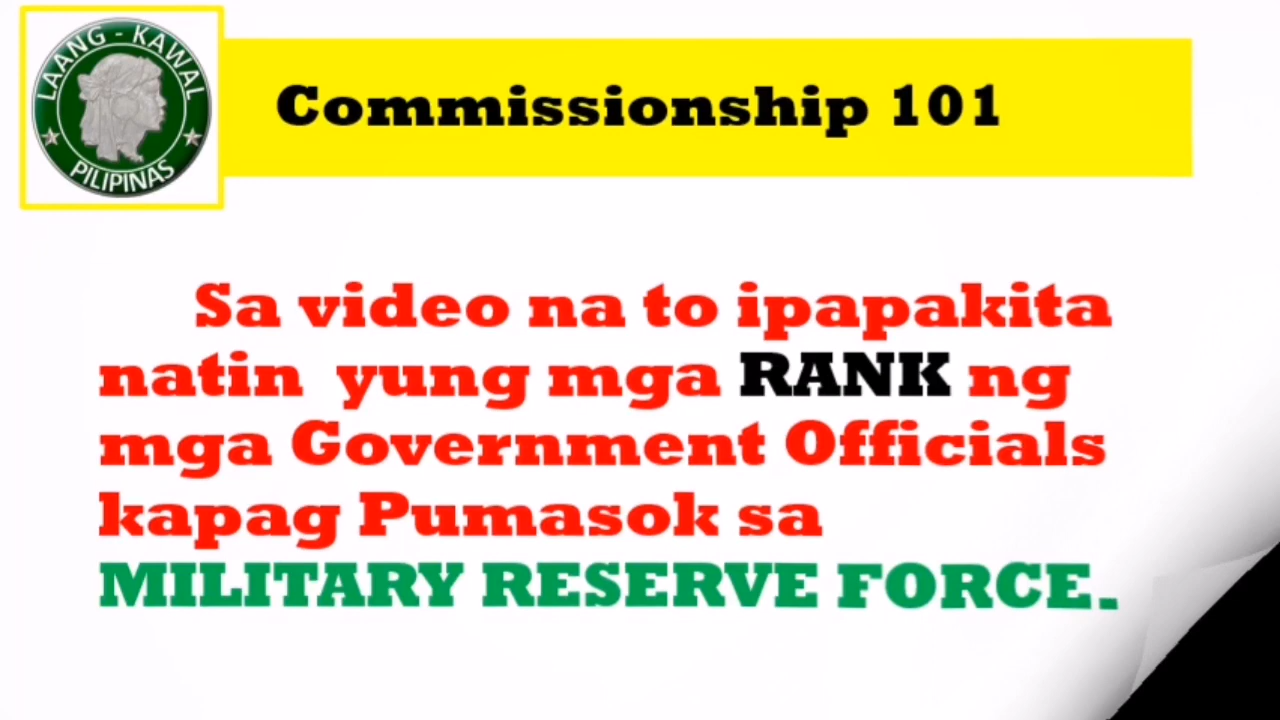 LAANG - KAWAL
PILIPINAS
Commissionship 101
Sa video na to ipapakita
natin yung mga RANK ng
mga Government Officials
kapag Pumasok sa
MILITARY RESERVE FORCE.